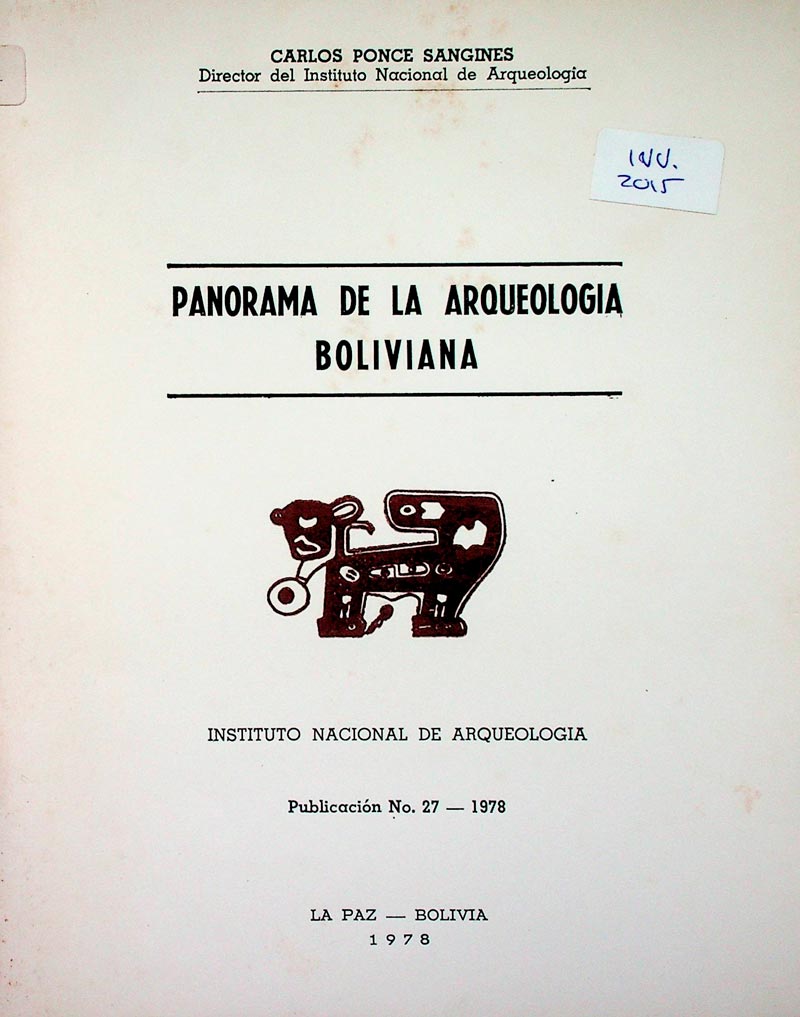 CARLOS PONCE SANGINES
Director del Instituto Nacional de Arqueología
INV.
2015
PANORAMA DE LA ARQUEOLOGIA
BOLIVIANA
INSTITUTO NACIONAL DE ARQUEOLOGIA
Publicación No. 27 — 1978
LA PAZ — BOLIVIA
1978